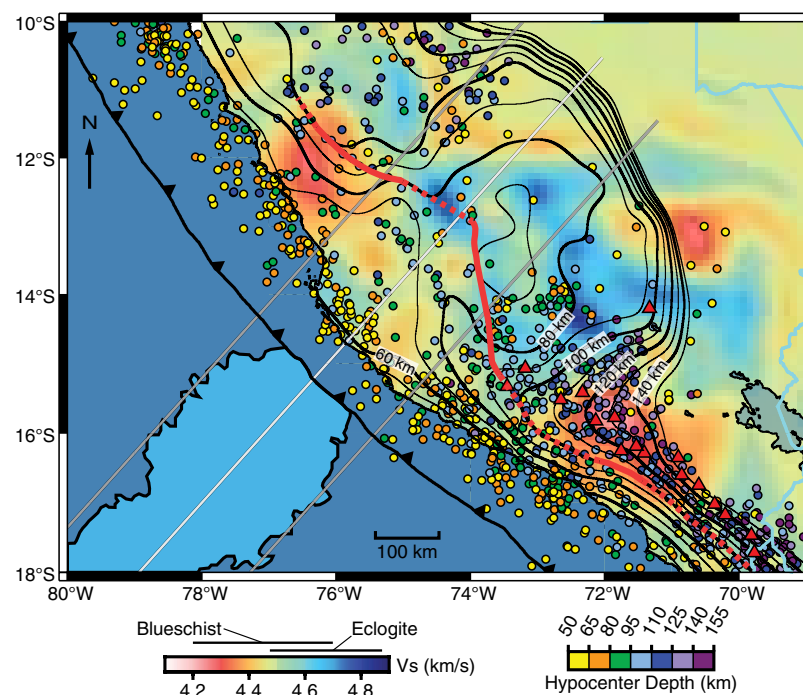 10°S
12°S
14°S
16°S
18°S
N
60 km
80 km
100 km
120 km
140 km
100 km
80°W
78°W
76°W
74°W
72°W
70°W
Blueschist
Eclogite
Vs (km/s)
4.2 4.4 4.6 4.8
50 65 80 95 110 125 140 155
Hypocenter Depth (km)